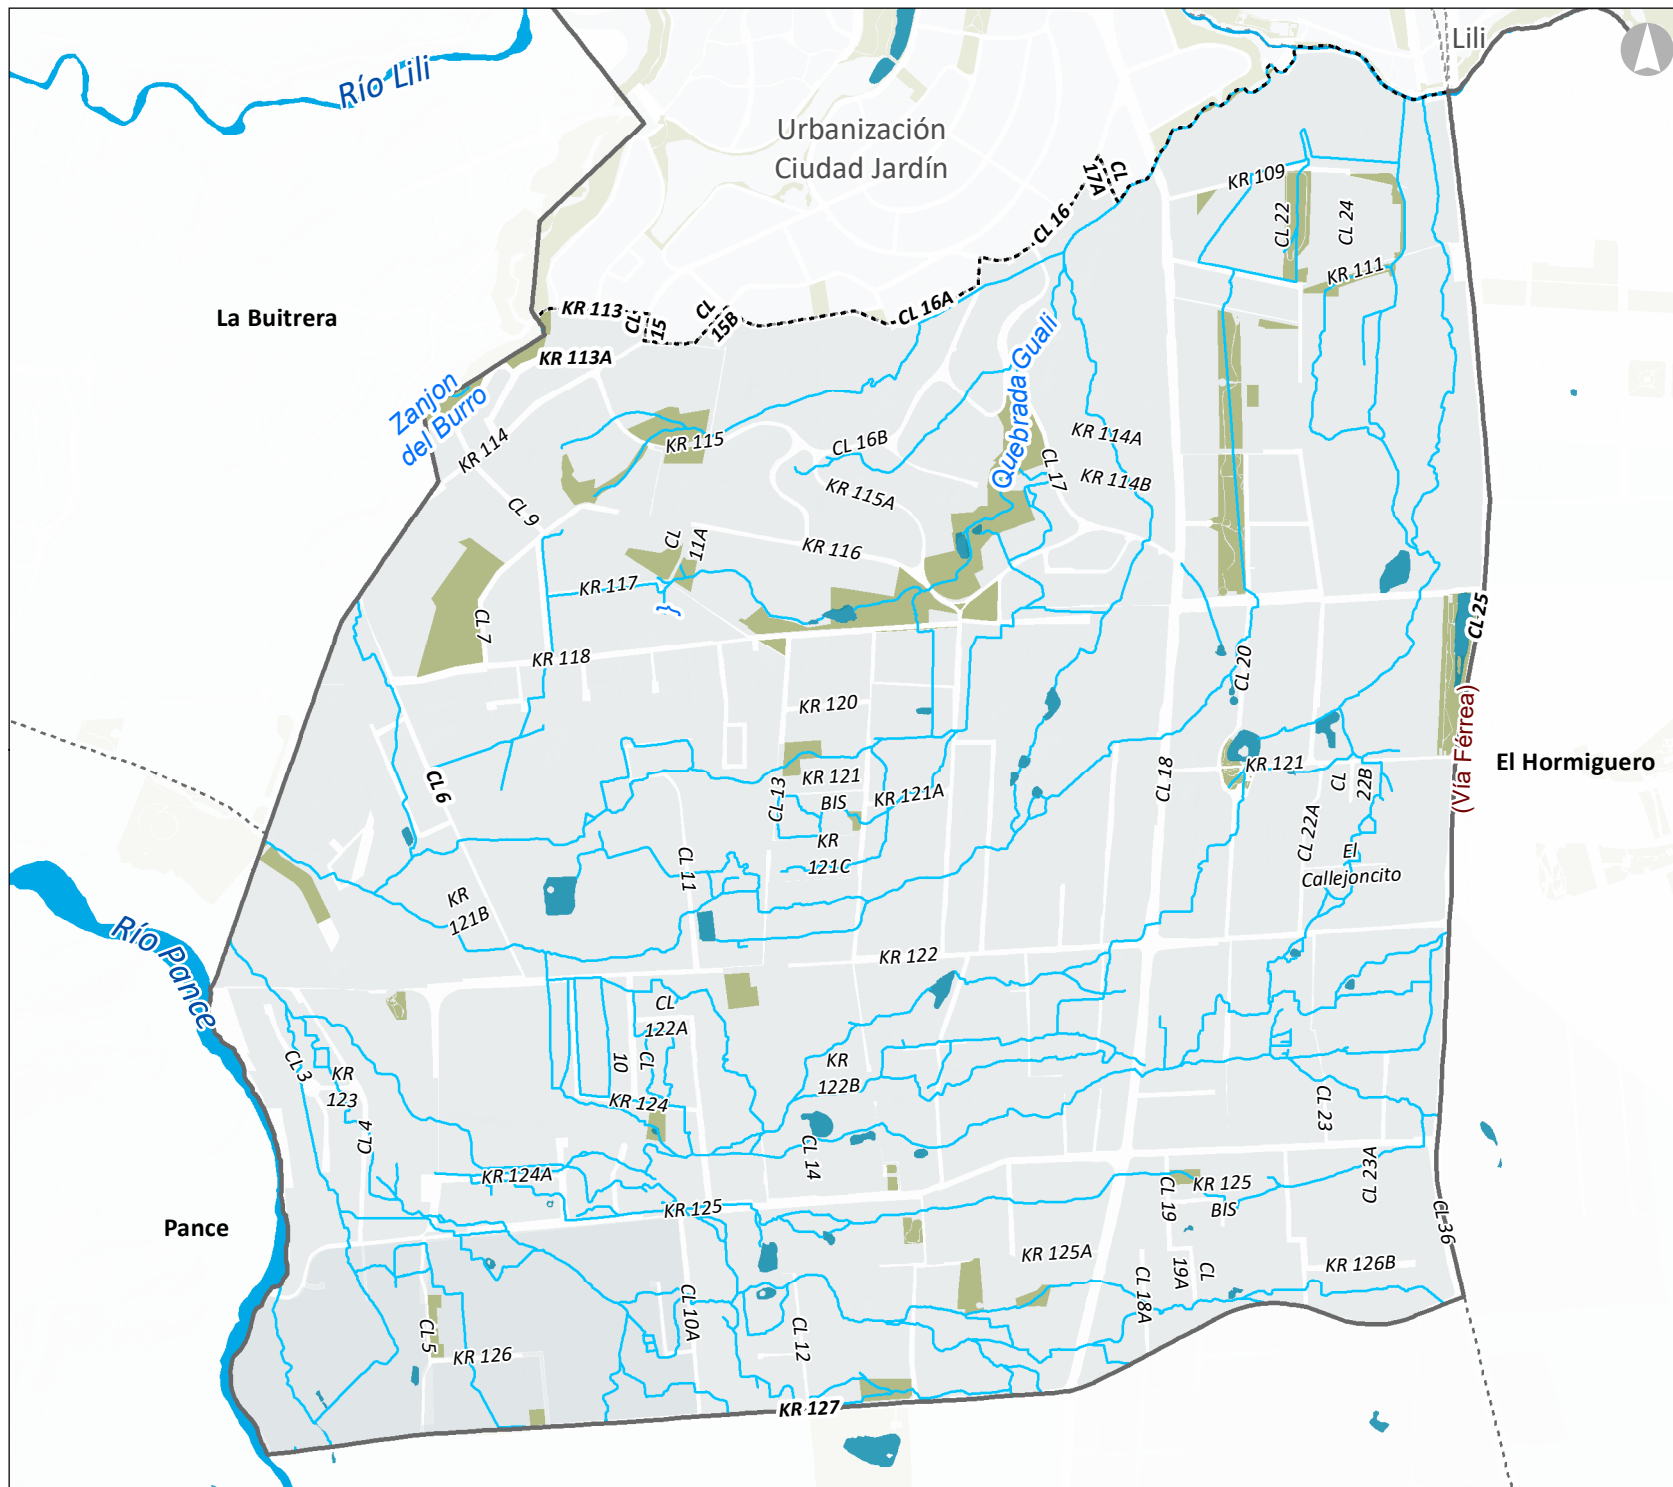 Lili
Río Lili
Urbanización
Ciudad Jardín
CL
17A
KR 109
CL 22
CL 24
CL 16
KR 111
La Buitrera
KR 113
CL
15
CL
15B
CL 16A
KR 113A
Quebrada Guali
Zanjon
del Burro
KR 114
KR 115
CL 16B
KR 114A
CL 17
KR 114B
KR 115A
CL 9
CL
11A
KR 116
KR 117
CL 7
KR 118
CL 25
CL 20
KR 120
(Vía Férrea)
El Hormiguero
CL 6
CL 13
KR 121
BIS
KR 121A
CL 18
KR 121
CL
22B
CL 22A
KR
121C
CL 11
El
Callejoncito
KR
121B
Río Pance
KR 122
CL
122A
CL
10
CL 3
KR
123
CL 4
KR
122B
KR 124
CL 23
CL 14
CL 23A
KR 124A
KR 125
CL 19
KR 125
BIS
Pance
CL 36
KR 125A
CL
19A
KR 126B
CL 18A
CL 10A
CL 5
CL 12
KR 126
KR 127